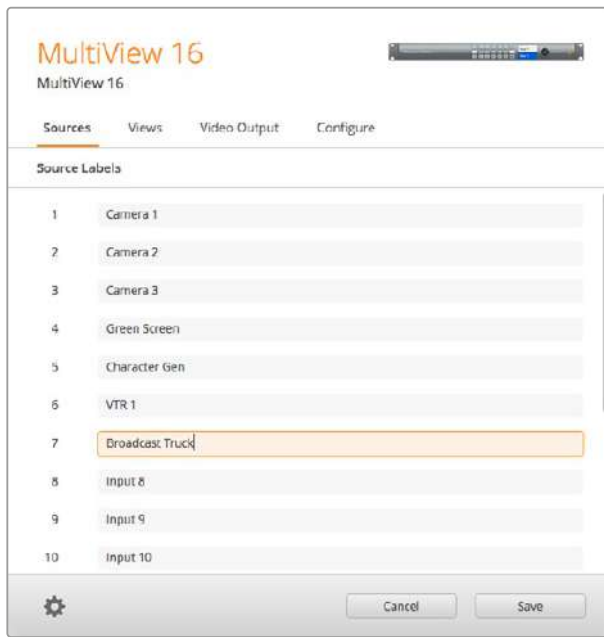 MultiView 16
MultiView 16
Sources Views Video Output Configure
Source Labels
1 Camera 1
2 Camera 2
3 Camera 3
4 Green Screen
5 Character Gen
6 VTR 1
7 Broadcast Truck
8 Input 8
9 Input 9
10 Input 10
Cancel Save